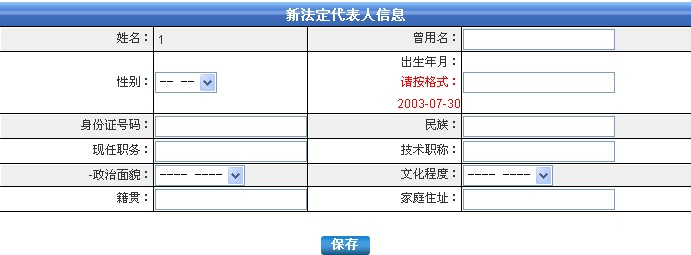 新法定代表人信息
姓名： 1 曾用名：
性别： -- -- 出生年月：
请按格式：
2003-07-30
身份证号码： 民族：
现任职务： 技术职称：
-政治面貌： ---- ---- 文化程度： ---- ----
籍贯： 家庭住址：
保存